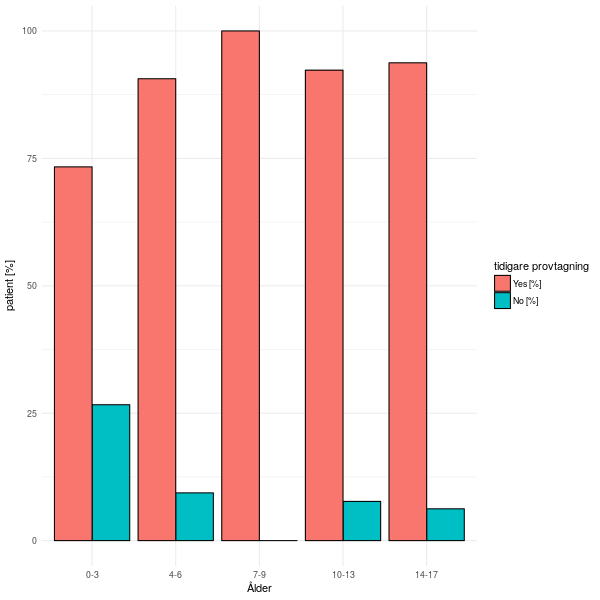 100
75
50
25
0
patient [%]
0-3
4-6
7-9
10-13
14-17
Ålder
tidigare provtagning
Yes [%]
No [%]